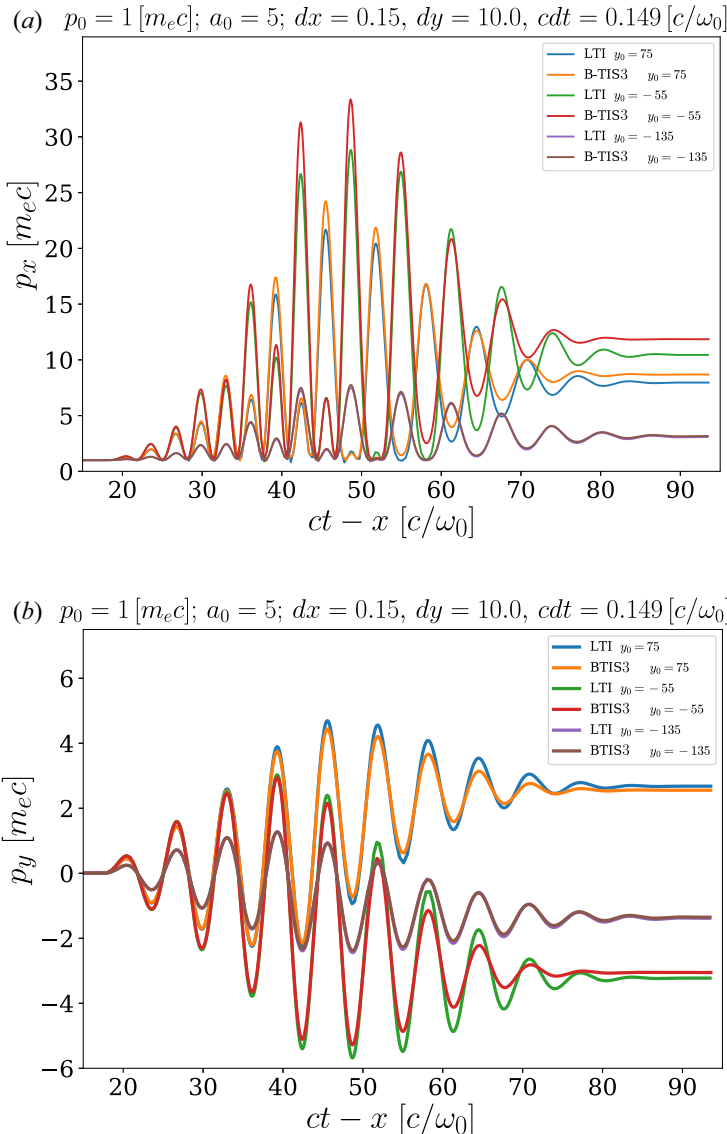 (a) p₀ = 1 [mₑc]; a₀ = 5; dx = 0.15, dy = 10.0, cdt = 0.149 [c/ω₀]
LTI y₀ = 75
B-TIS3 y₀ = 75
LTI y₀ = −55
B-TIS3 y₀ = −55
LTI y₀ = −135
B-TIS3 y₀ = −135
pₓ [mₑc]
35
30
25
20
15
10
5
0
20 30 40 50 60 70 80 90
ct − x [c/ω₀]
(b) p₀ = 1 [mₑc]; a₀ = 5; dx = 0.15, dy = 10.0, cdt = 0.149 [c/ω₀]
LTI y₀ = 75
BTIS3 y₀ = 75
LTI y₀ = −55
BTIS3 y₀ = −55
LTI y₀ = −135
BTIS3 y₀ = −135
p_y [mₑc]
6
4
2
0
−2
−4
−6
20 30 40 50 60 70 80 90
ct − x [c/ω₀]